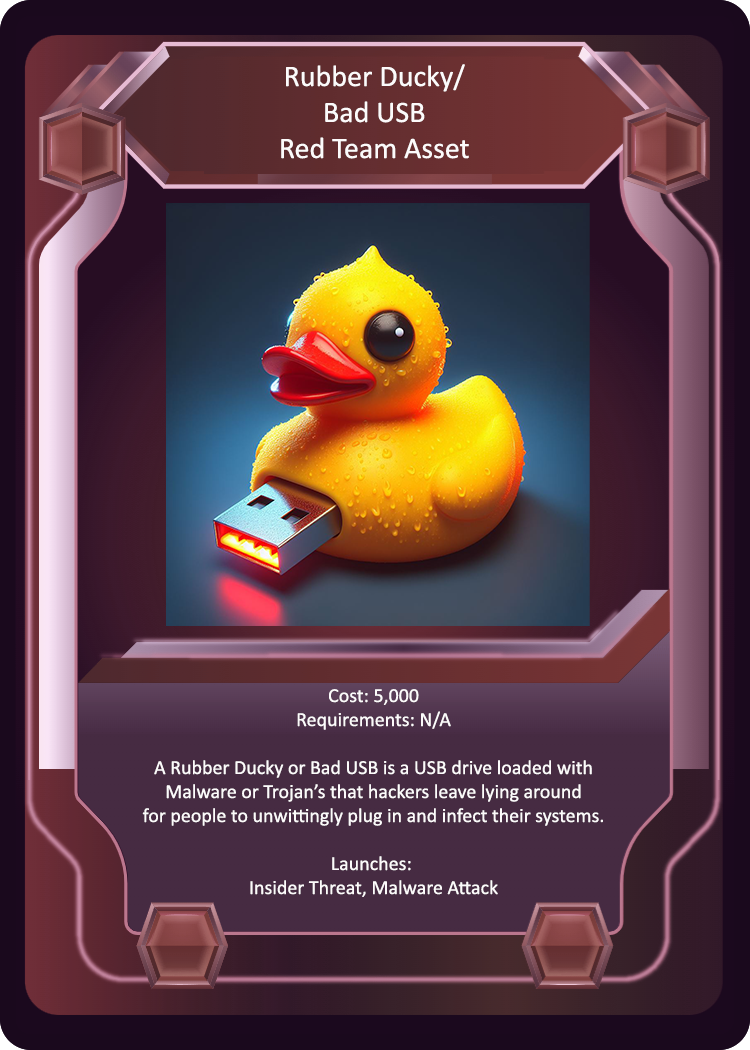 Rubber Ducky/
Bad USB
Red Team Asset
Cost: 5,000
Requirements: N/A
A Rubber Ducky or Bad USB is a USB drive loaded with
Malware or Trojan’s that hackers leave lying around
for people to unwittingly plug in and infect their systems.
Launches:
Insider Threat, Malware Attack